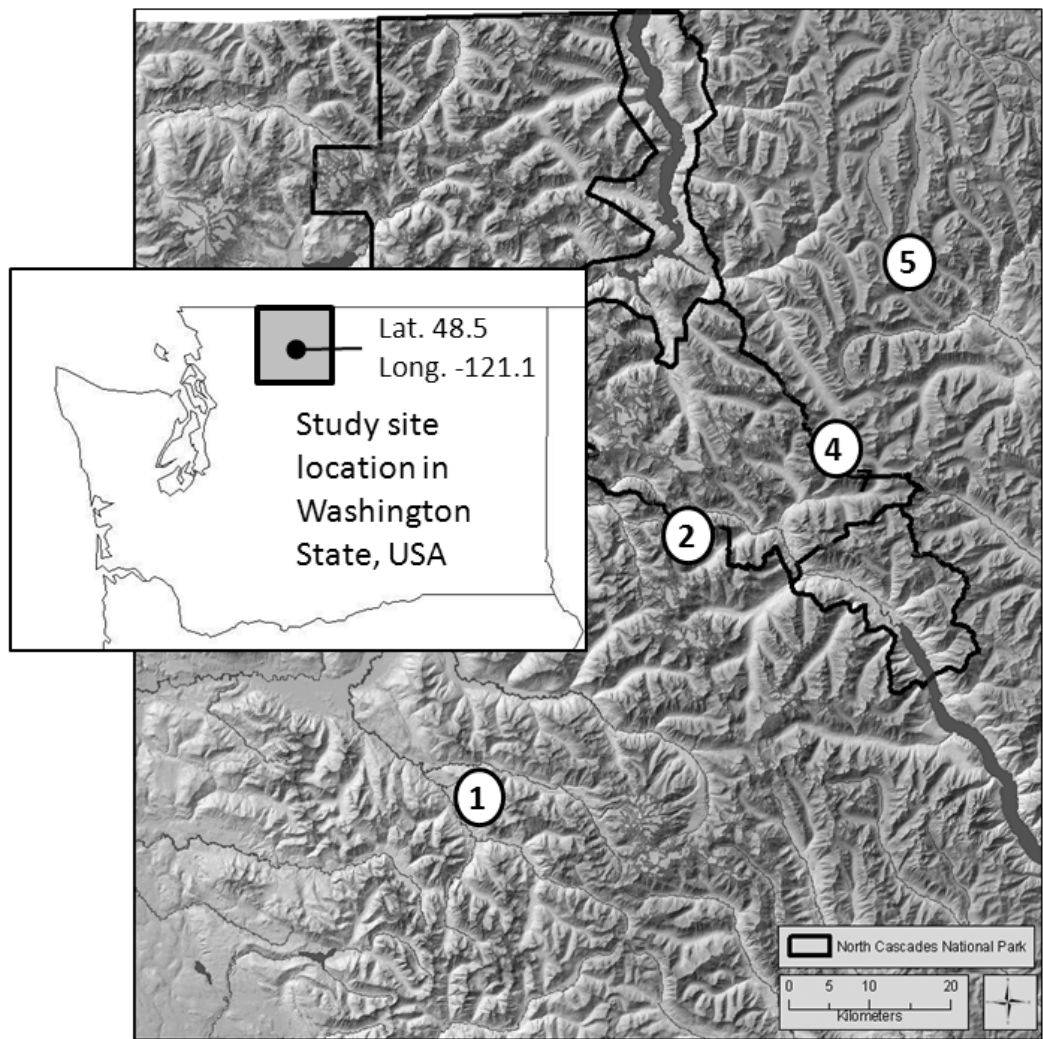 5
Lat. 48.5
Long. -121.1
Study site
location in
Washington
State, USA
4
2
1
North Cascades National Park
0 5 10 20
Kilometers